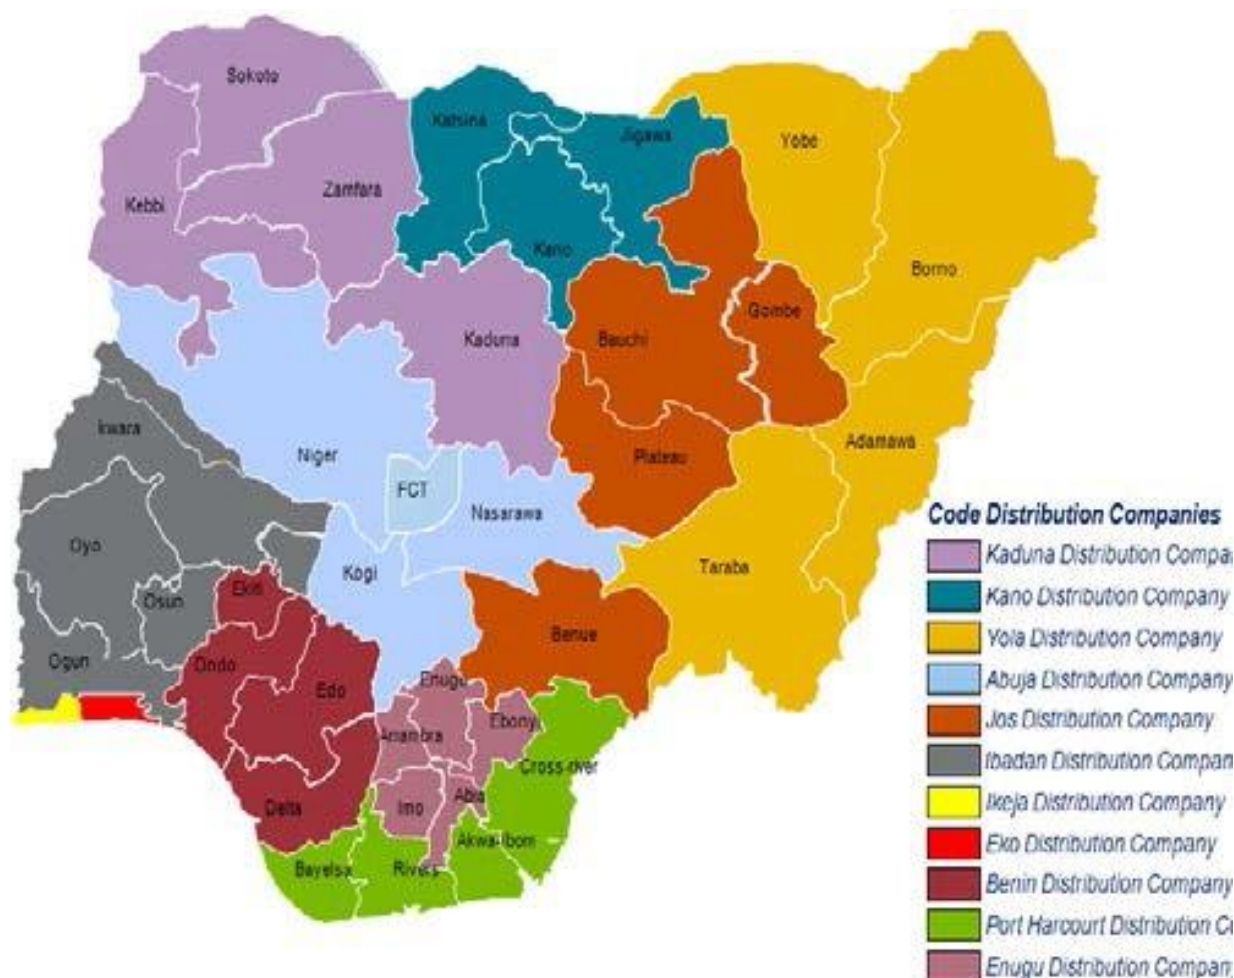 Sokoto
Katsina
Jigawa
Yobe
Kebbi
Zamfara
Kano
Borno
Gombe
Kaduna
Bauchi
kwara
Adamawa
Niger
Plateau
FCT
Nasarawa
Oyo
Kogi
Taraba
Ekiti
Osun
Benue
Ogun
Ondo
Edo
Enugu
Ebony
Anambra
Cross-river
Delta
Imo
Abia
Akwa-Ibom
Bayelsa
Rivers
Code Distribution Companies
Kaduna Distribution Compa
Kano Distribution Company
Yola Distribution Company
Abuja Distribution Company
Jos Distribution Company
Ibadan Distribution Compan
Ikeja Distribution Company
Eko Distribution Company
Benin Distribution Company
Port Harcourt Distribution C
Enugu Distribution Company